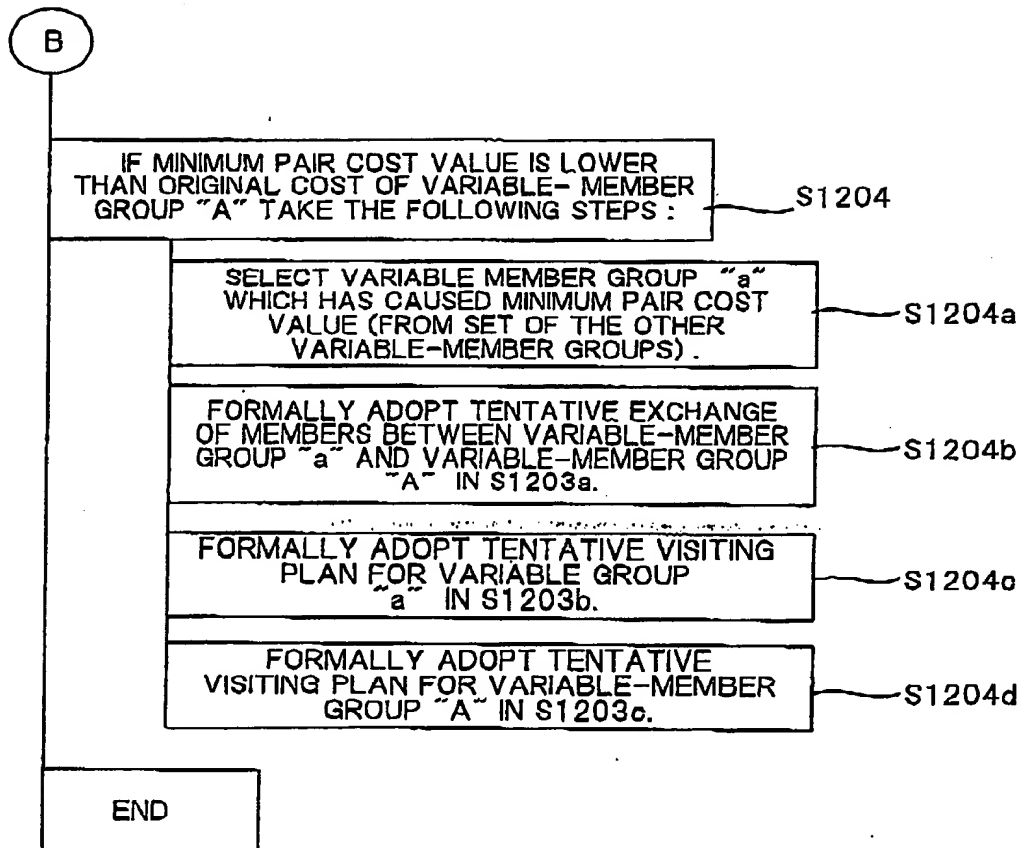 B
IF MINIMUM PAIR COST VALUE IS LOWER
THAN ORIGINAL COST OF VARIABLE- MEMBER
GROUP "A" TAKE THE FOLLOWING STEPS :
S1204
SELECT VARIABLE MEMBER GROUP "a"
WHICH HAS CAUSED MINIMUM PAIR COST
VALUE (FROM SET OF THE OTHER
VARIABLE-MEMBER GROUPS).
S1204a
FORMALLY ADOPT TENTATIVE EXCHANGE
OF MEMBERS BETWEEN VARIABLE-MEMBER
GROUP "a" AND VARIABLE-MEMBER GROUP
"A" IN S1203a.
S1204b
FORMALLY ADOPT TENTATIVE VISITING
PLAN FOR VARIABLE GROUP
"a" IN S1203b.
S1204c
FORMALLY ADOPT TENTATIVE
VISITING PLAN FOR VARIABLE-MEMBER
GROUP "A" IN S1203c.
S1204d
END